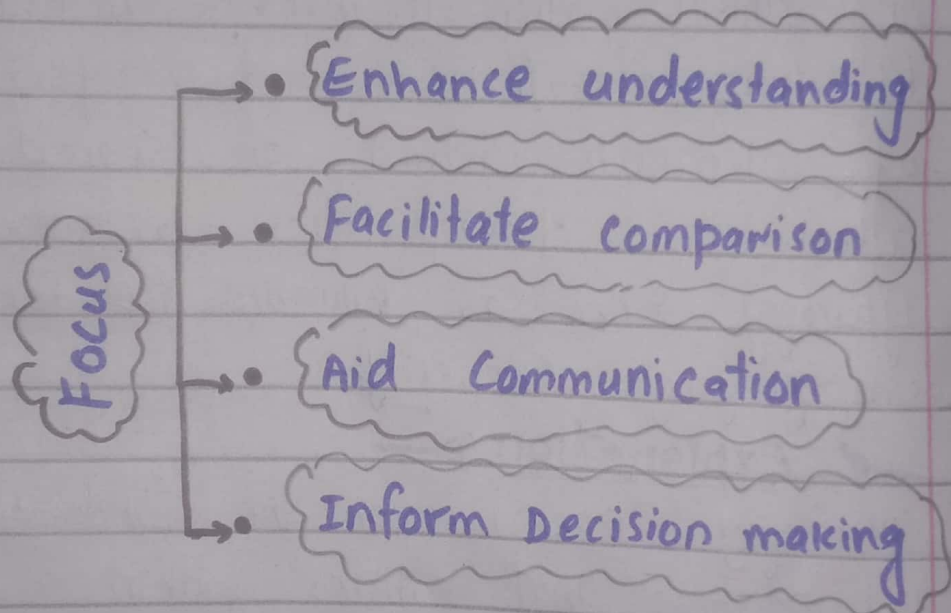 Focus
Enhance understanding
Facilitate comparison
Aid Communication
Inform Decision making